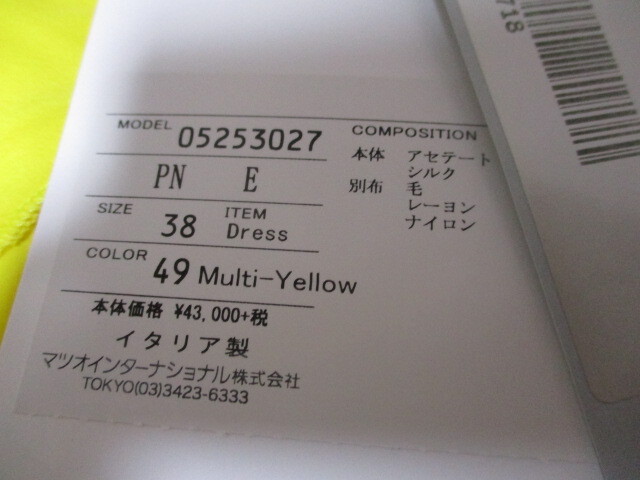 MODEL 05253027
PN E
SIZE 38 ITEM Dress
COLOR 49 Multi-Yellow
本体価格 ¥43,000+税
イタリア製
マツオインターナショナル株式会社
TOKYO(03)3423-6333
COMPOSITION
本体 アセテート
シルク
別布 毛
レーヨン
ナイロン
718